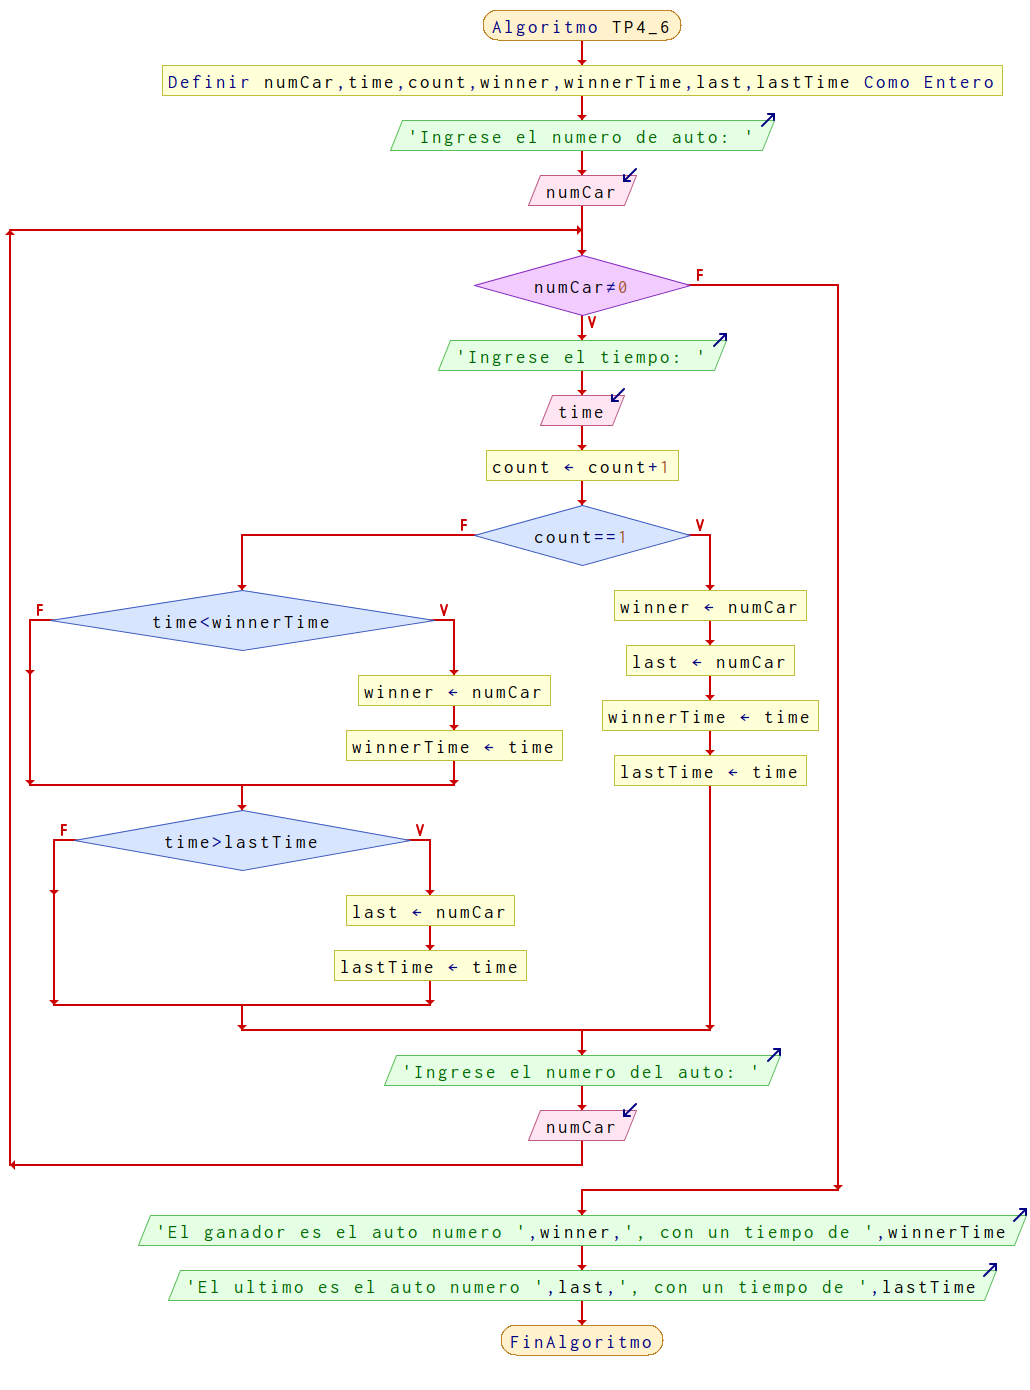 Algoritmo TP4_6
Definir numCar,time,count,winner,winnerTime,last,lastTime Como Entero
'Ingrese el numero de auto: '
numCar
numCar≠0
F
V
'Ingrese el tiempo: '
time
count ← count+1
count==1
F
V
time<winnerTime
F
V
winner ← numCar
winnerTime ← time
winner ← numCar
last ← numCar
winnerTime ← time
lastTime ← time
time>lastTime
F
V
last ← numCar
lastTime ← time
'Ingrese el numero del auto: '
numCar
'El ganador es el auto numero ',winner,', con un tiempo de ',winnerTime
'El ultimo es el auto numero ',last,', con un tiempo de ',lastTime
FinAlgoritmo